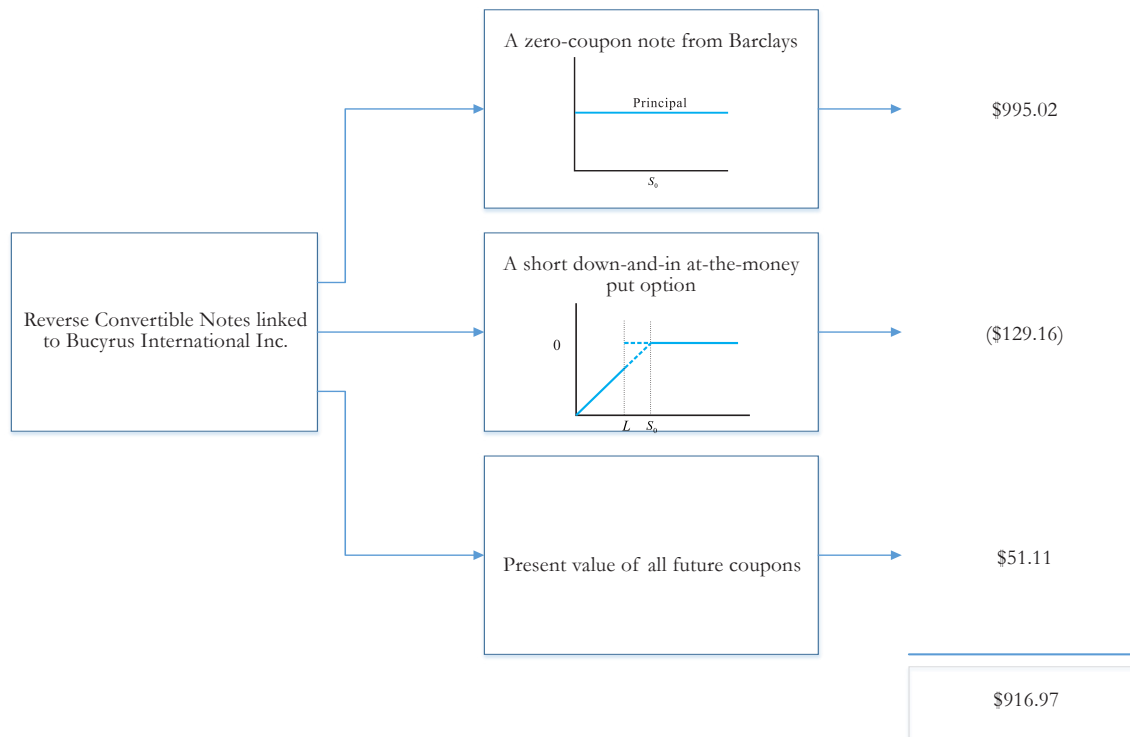 A zero-coupon note from Barclays
Principal
S₀
$995.02
Reverse Convertible Notes linked
to Bucyrus International Inc.
A short down-and-in at-the-money
put option
0
L S₀
($129.16)
Present value of all future coupons
$51.11
$916.97